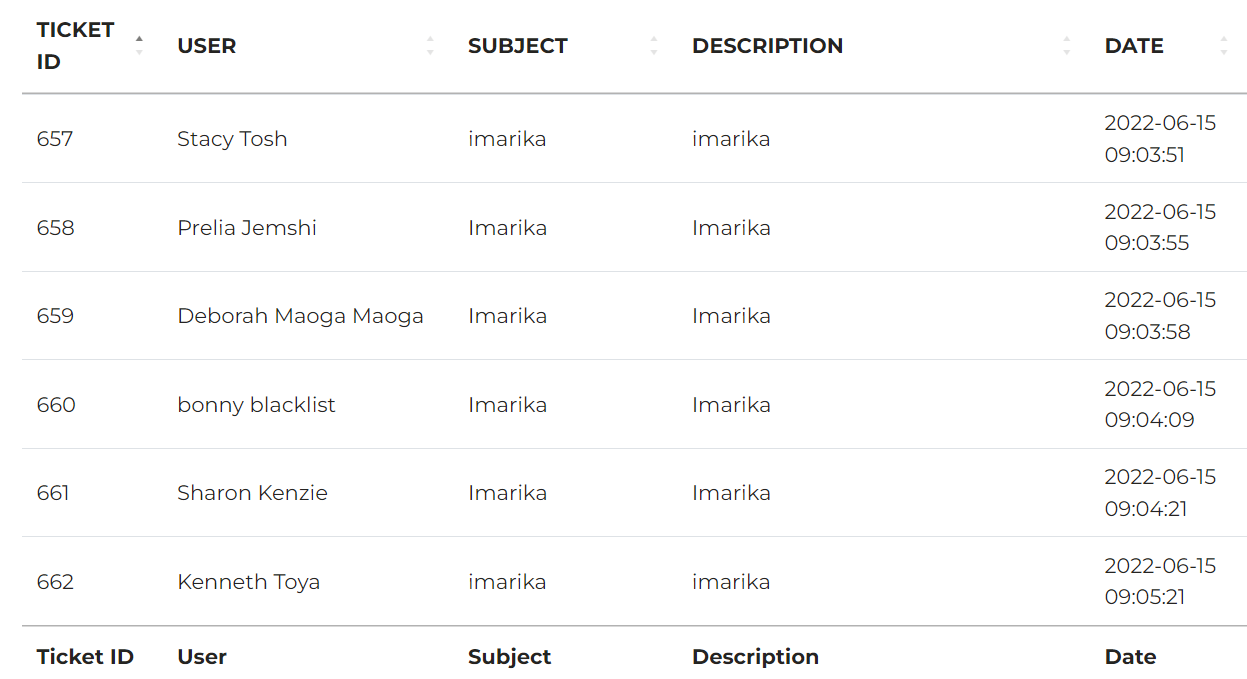 TICKET ID USER SUBJECT DESCRIPTION DATE
657 Stacy Tosh imarika imarika 2022-06-15 09:03:51
658 Prelia Jemshi Imarika Imarika 2022-06-15 09:03:55
659 Deborah Maoga Maoga Imarika Imarika 2022-06-15 09:03:58
660 bonny blacklist Imarika Imarika 2022-06-15 09:04:09
661 Sharon Kenzie Imarika Imarika 2022-06-15 09:04:21
662 Kenneth Toya imarika imarika 2022-06-15 09:05:21
Ticket ID User Subject Description Date